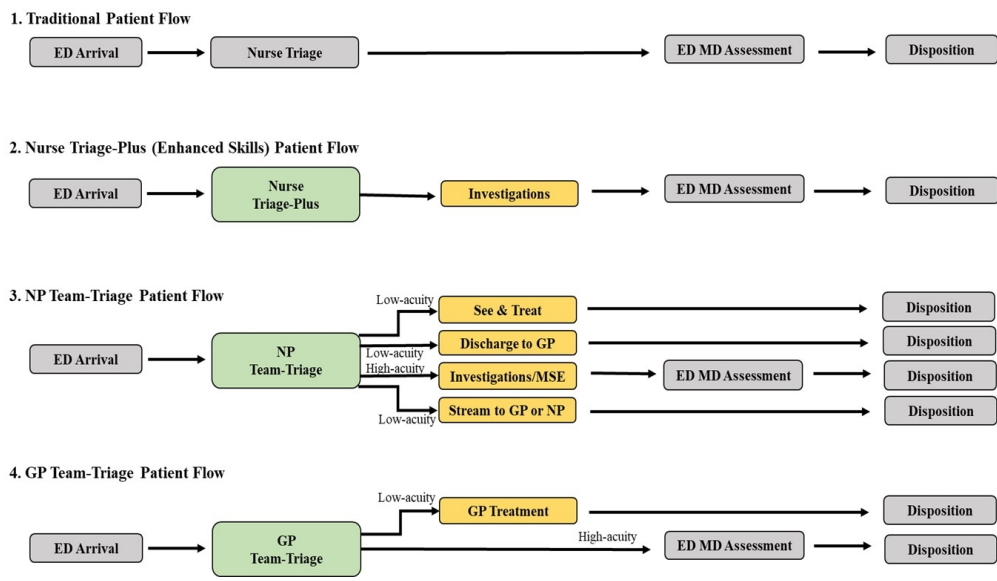 1. Traditional Patient Flow
ED Arrival
Nurse Triage
ED MD Assessment
Disposition
2. Nurse Triage-Plus (Enhanced Skills) Patient Flow
ED Arrival
Nurse
Triage-Plus
Investigations
ED MD Assessment
Disposition
3. NP Team-Triage Patient Flow
Low-acuity
See & Treat
Disposition
ED Arrival
NP
Team-Triage
Low-acuity
Discharge to GP
Disposition
High-acuity
Investigations/MSE
ED MD Assessment
Disposition
Low-acuity
Stream to GP or NP
Disposition
4. GP Team-Triage Patient Flow
Low-acuity
GP Treatment
Disposition
ED Arrival
GP
Team-Triage
High-acuity
ED MD Assessment
Disposition